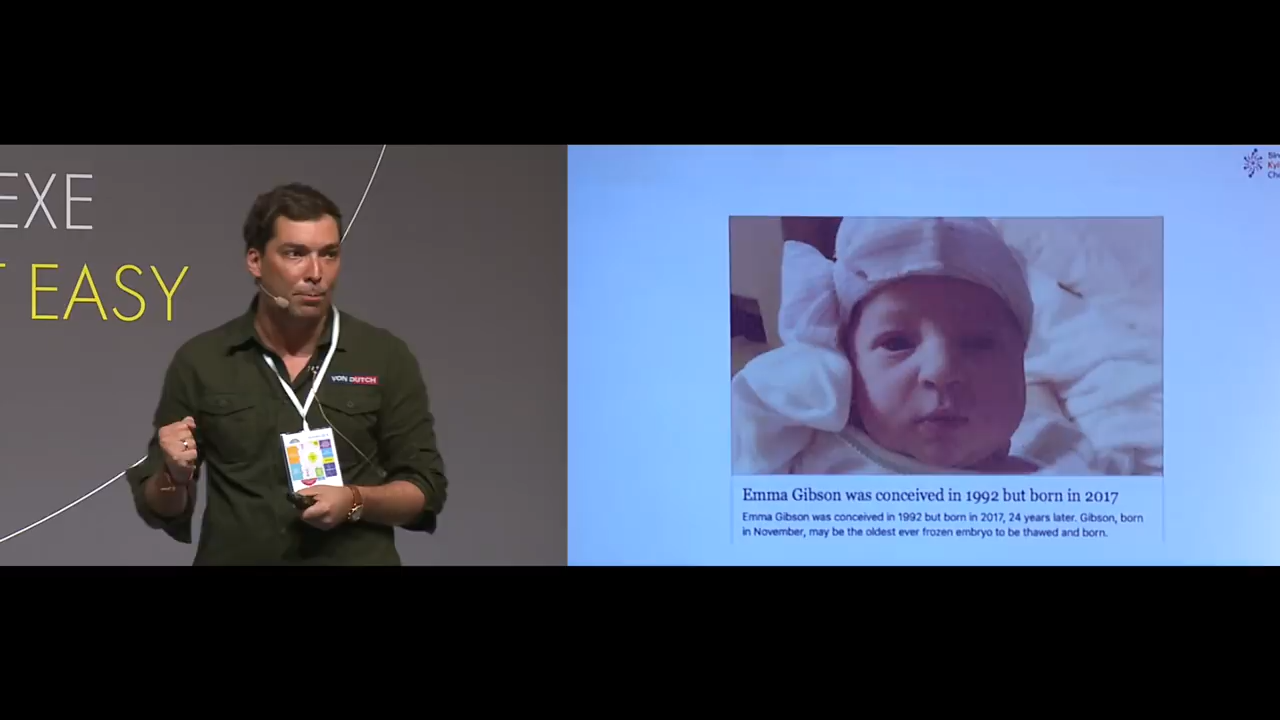 EXE
T EASY
VON DUTCH
Emma Gibson was conceived in 1992 but born in 2017
Emma Gibson was conceived in 1992 but born in 2017, 24 years later. Gibson, born
in November, may be the oldest ever frozen embryo to be thawed and born.